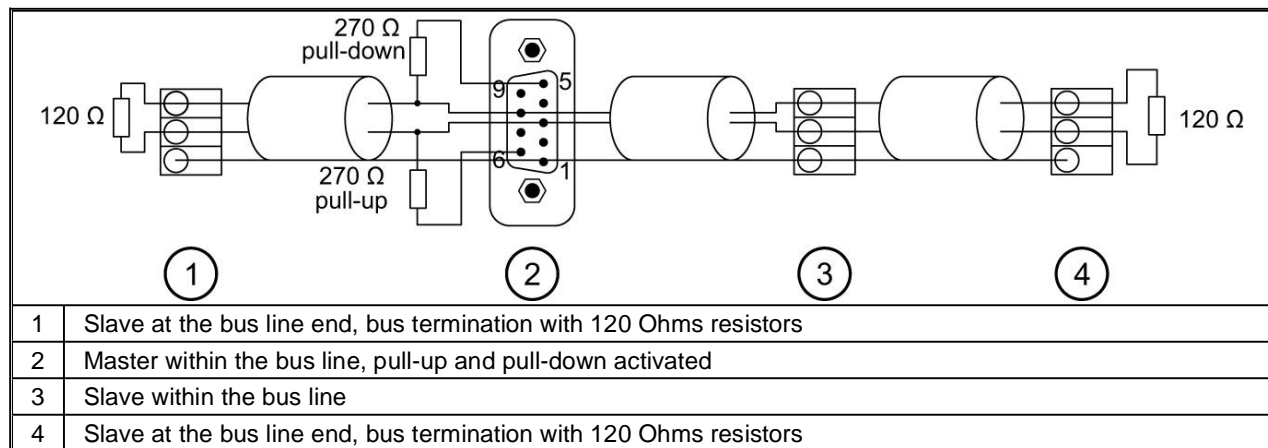 270 Ω
pull-down
9
5
120 Ω
120 Ω
6
1
270 Ω
pull-up
1
2
3
4
1 Slave at the bus line end, bus termination with 120 Ohms resistors
2 Master within the bus line, pull-up and pull-down activated
3 Slave within the bus line
4 Slave at the bus line end, bus termination with 120 Ohms resistors